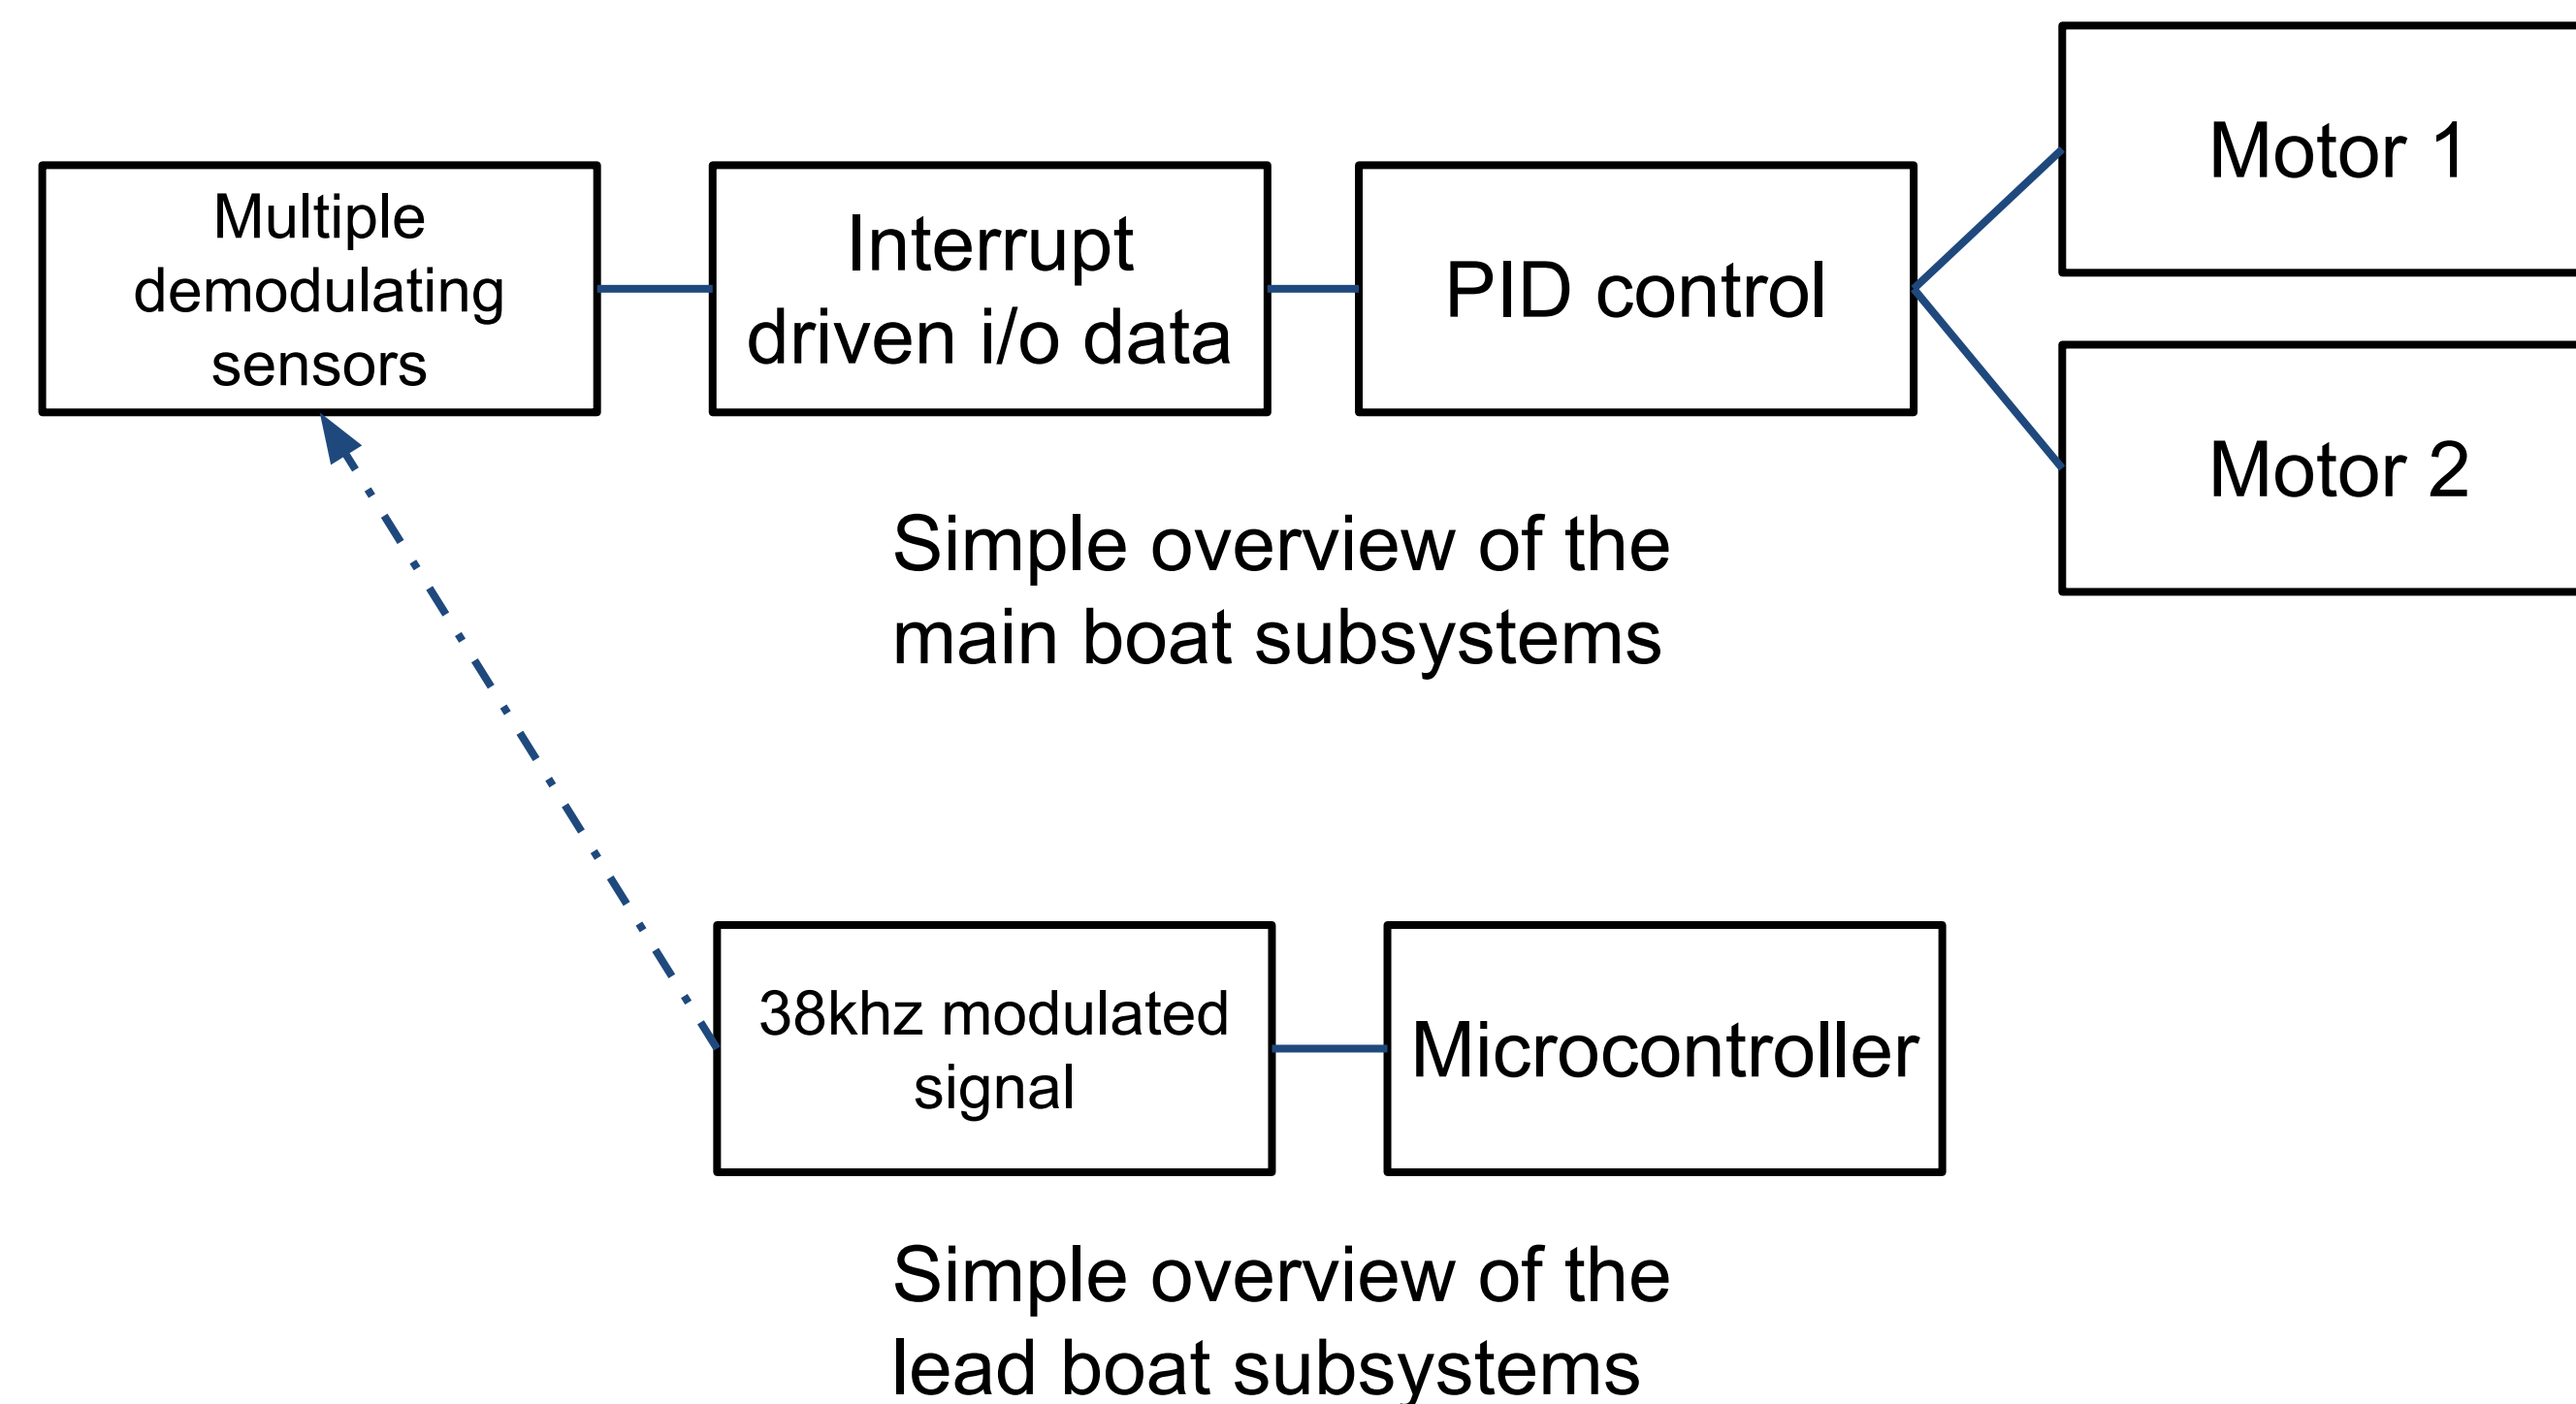 Multiple
demodulating
sensors
Interrupt
driven i/o data
PID control
Motor 1
Motor 2
Simple overview of the
main boat subsystems
38khz modulated
signal
Microcontroller
Simple overview of the
lead boat subsystems